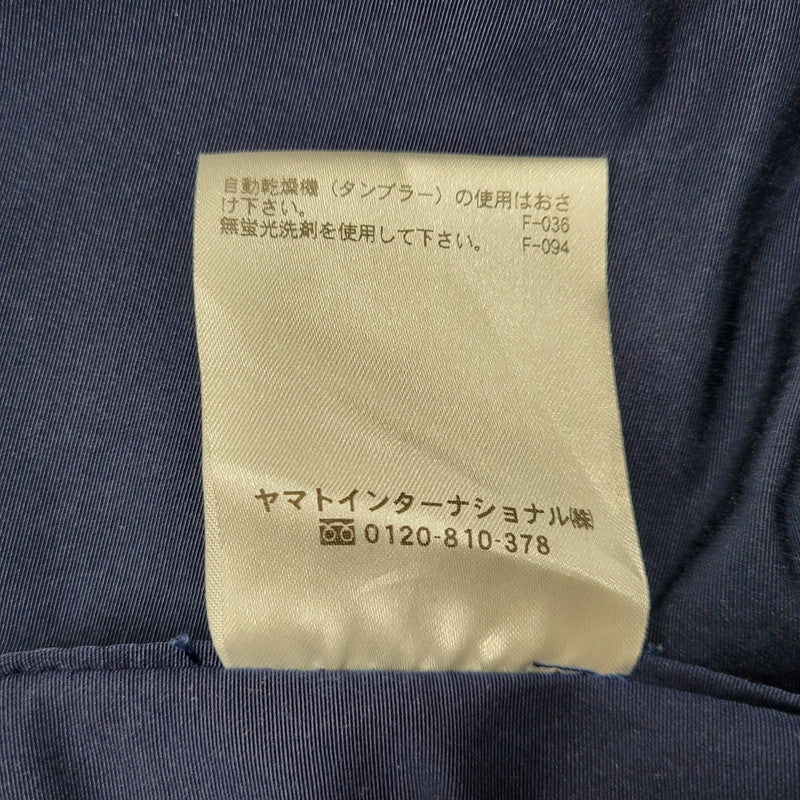 自動乾燥機（タンブラー）の使用はおさ
け下さい。 F-036
無蛍光洗剤を使用して下さい。 F-094
ヤマトインターナショナル㈱
0120-810-378